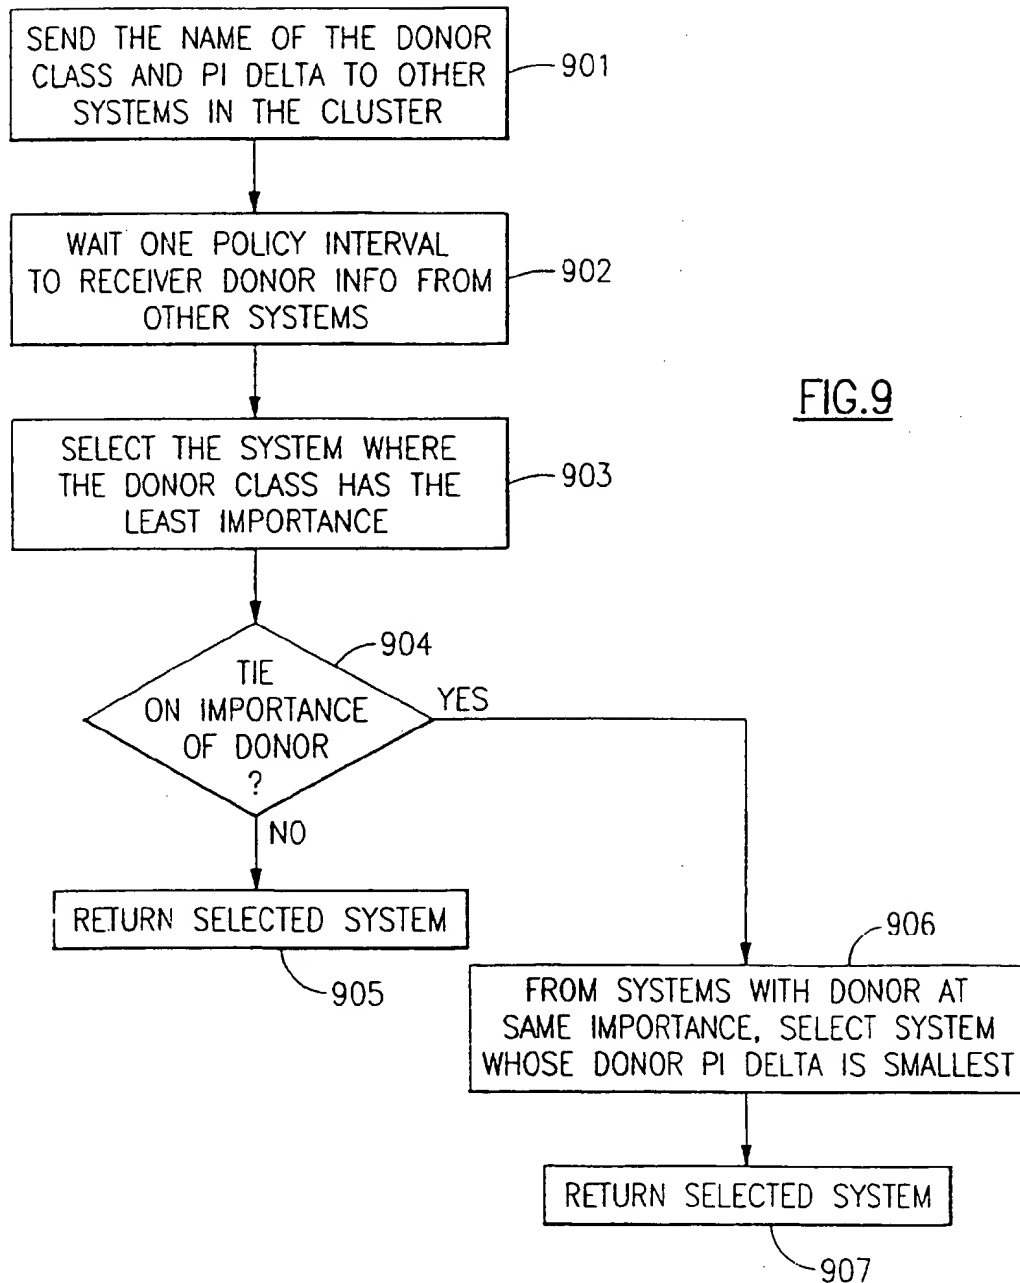 SEND THE NAME OF THE DONOR
CLASS AND PI DELTA TO OTHER
SYSTEMS IN THE CLUSTER
901
WAIT ONE POLICY INTERVAL
TO RECEIVER DONOR INFO FROM
OTHER SYSTEMS
902
FIG.9
SELECT THE SYSTEM WHERE
THE DONOR CLASS HAS THE
LEAST IMPORTANCE
903
904
TIE
ON IMPORTANCE
OF DONOR
?
YES
NO
RETURN SELECTED SYSTEM
905
906
FROM SYSTEMS WITH DONOR AT
SAME IMPORTANCE, SELECT SYSTEM
WHOSE DONOR PI DELTA IS SMALLEST
RETURN SELECTED SYSTEM
907